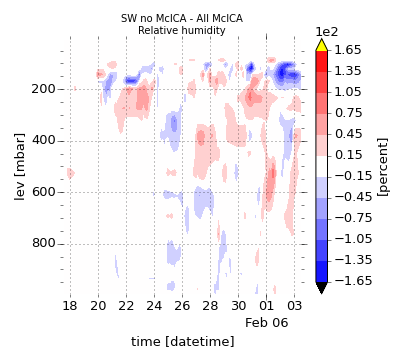 SW no McICA - All McICA
Relative humidity
1e2
1.65
1.35
1.05
0.75
0.45
0.15
−0.15
−0.45
−0.75
−1.05
−1.35
−1.65
[percent]
lev [mbar]
200
400
600
800
18 20 22 24 26 28 30 01 03
Feb 06
time [datetime]